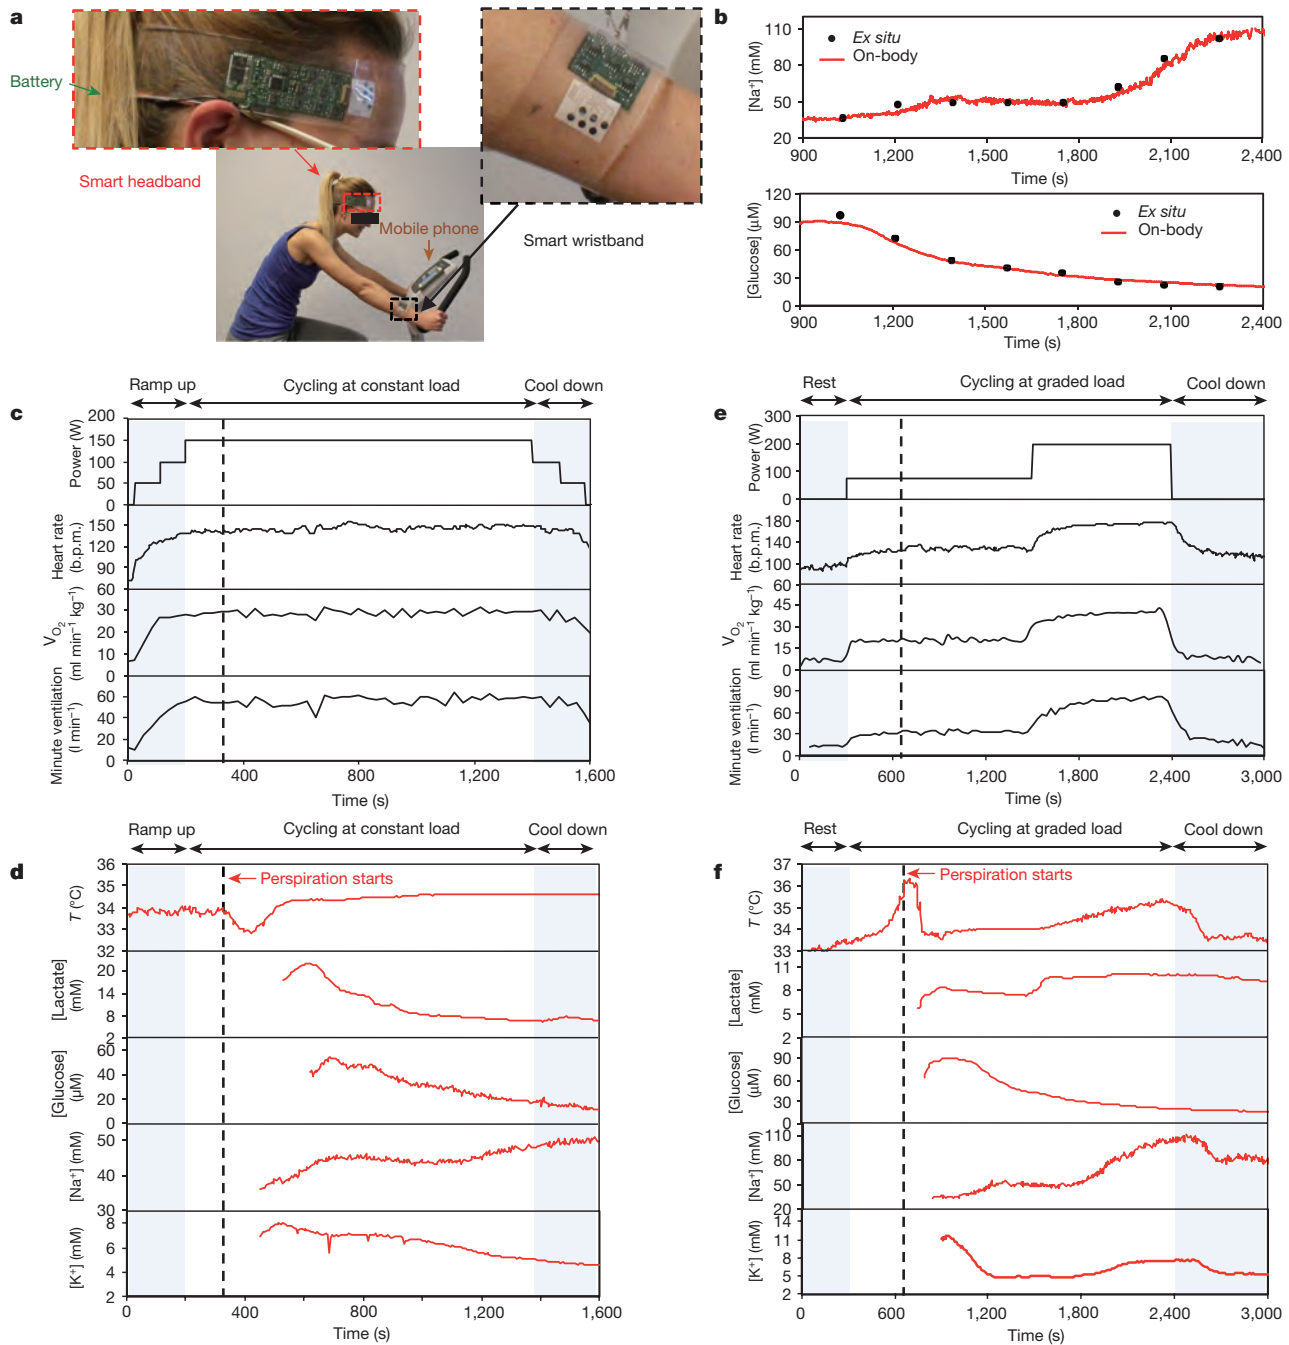 a
Battery
Smart headband
Mobile phone
Smart wristband
b
[Na⁺] (mM)
110
80
50
20
Ex situ
On-body
900
1,200
1,500
1,800
2,100
2,400
Time (s)
[Glucose] (μM)
120
90
60
30
0
Ex situ
On-body
900
1,200
1,500
1,800
2,100
2,400
Time (s)
c
Ramp up
Cycling at constant load
Cool down
Power (W)
200
150
100
50
0
Heart rate
(b.p.m.)
150
120
90
60
V_O₂
(ml min⁻¹ kg⁻¹)
30
20
10
0
Minute ventilation
(l min⁻¹)
60
40
20
0
0
400
800
1,200
1,600
Time (s)
e
Rest
Cycling at graded load
Cool down
Power (W)
300
200
100
0
Heart rate
(b.p.m.)
180
140
100
60
V_O₂
(ml min⁻¹ kg⁻¹)
45
30
15
0
Minute ventilation
(l min⁻¹)
90
60
30
0
0
600
1,200
1,800
2,400
3,000
Time (s)
d
Ramp up
Cycling at constant load
Cool down
Perspiration starts
T (°C)
36
35
34
33
32
[Lactate]
(mM)
20
14
8
2
[Glucose]
(μM)
60
40
20
0
[Na⁺] (mM)
50
40
30
[K⁺] (mM)
8
6
4
2
0
400
800
1,200
1,600
Time (s)
f
Rest
Cycling at graded load
Cool down
Perspiration starts
T (°C)
37
36
35
34
33
[Lactate]
(mM)
11
8
5
2
[Glucose]
(μM)
90
60
30
0
[Na⁺] (mM)
110
80
50
20
[K⁺] (mM)
14
11
8
5
2
0
600
1,200
1,800
2,400
3,000
Time (s)